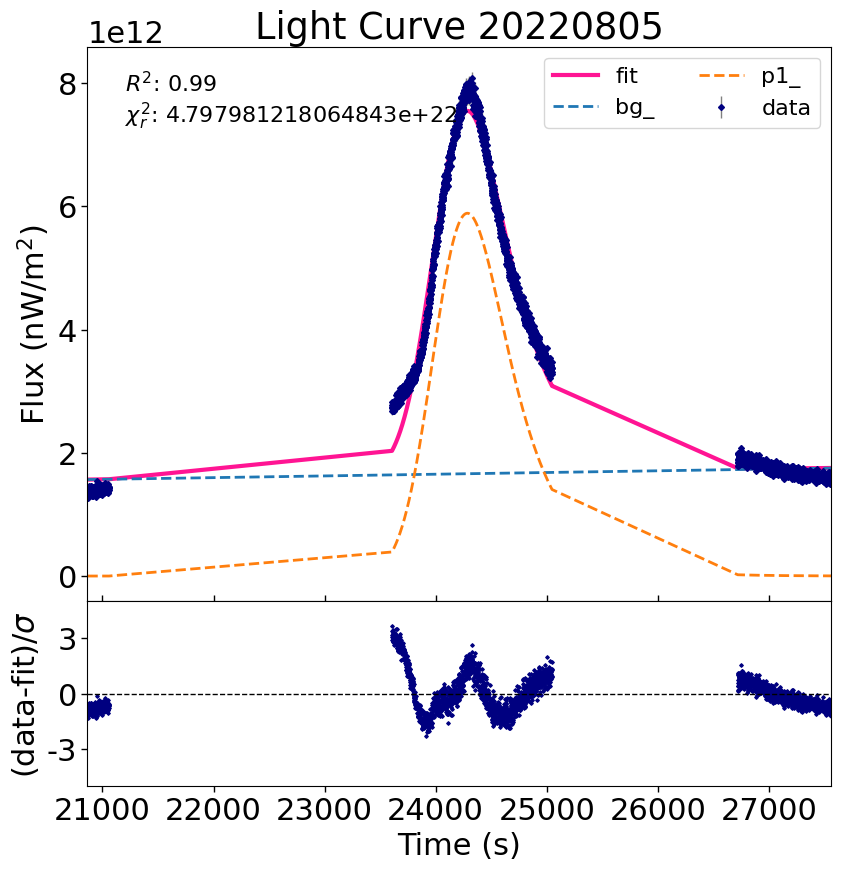 Light Curve 20220805
1e12
R²: 0.99
χ²ᵣ: 4.797981218064843e+22
fit
bg_
p1_
data
Flux (nW/m²)
8
6
4
2
0
(data-fit)/σ
3
0
-3
21000 22000 23000 24000 25000 26000 27000
Time (s)